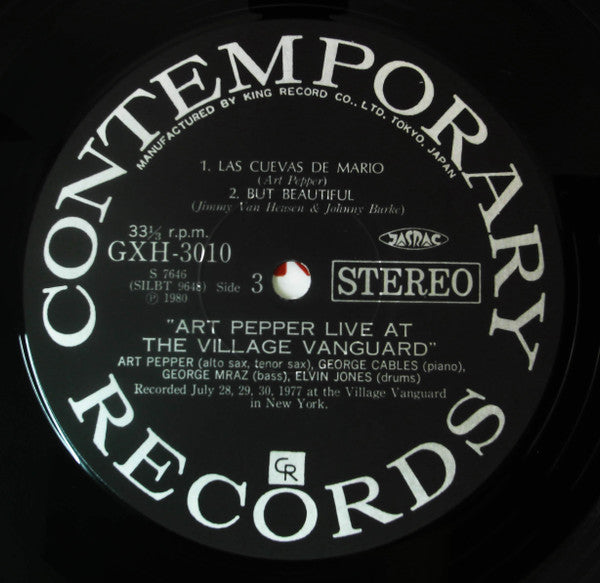 CONTEMPORARY
MANUFACTURED BY KING RECORD CO., LTD. TOKYO, JAPAN
1. LAS CUEVAS DE MARIO
(Art Pepper)
2. BUT BEAUTIFUL
(Jimmy Van Heusen & Johnny Burke)
33⅓ r.p.m.
GXH-3010
JASRAC
S 7646
(SILBT 9648) Side 3
STEREO
Ⓟ 1980
"ART PEPPER LIVE AT
THE VILLAGE VANGUARD"
ART PEPPER (alto sax, tenor sax), GEORGE CABLES (piano),
GEORGE MRAZ (bass), ELVIN JONES (drums)
Recorded July 28, 29, 30, 1977 at the Village Vanguard
in New York.
CR
RECORDS